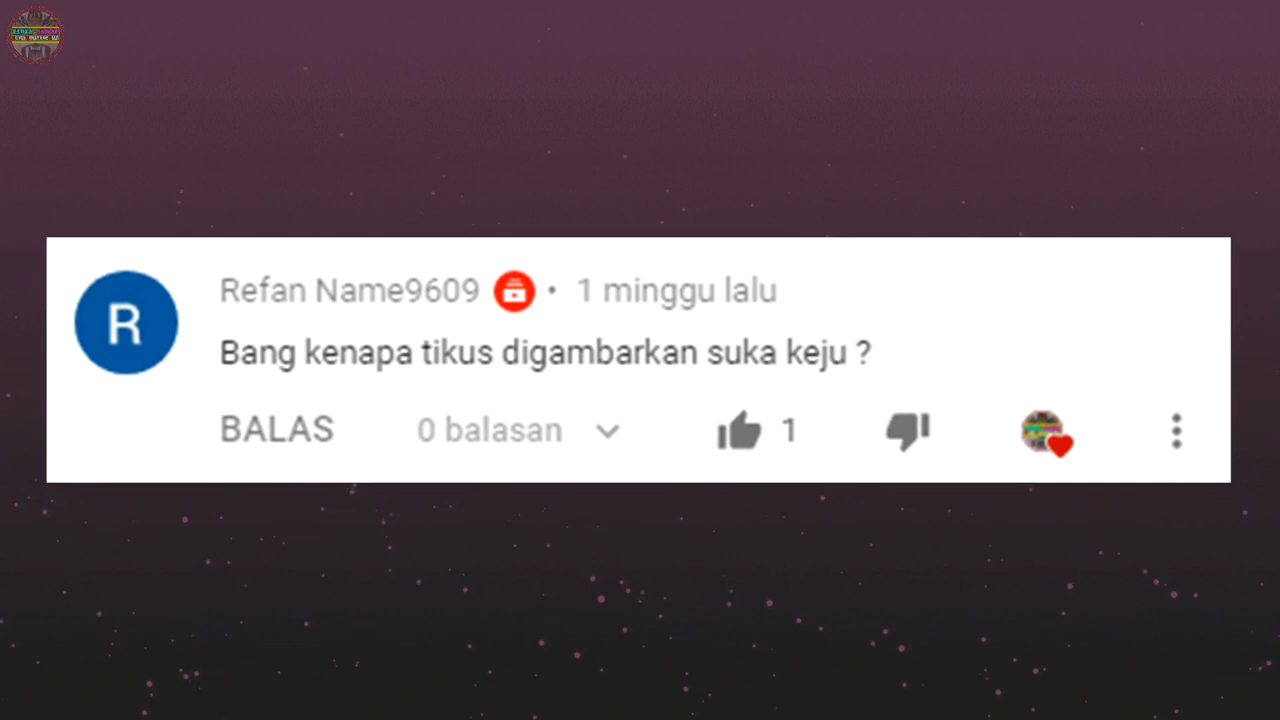 Refan Name9609 • 1 minggu lalu
Bang kenapa tikus digambarkan suka keju ?
BALAS 0 balasan 1